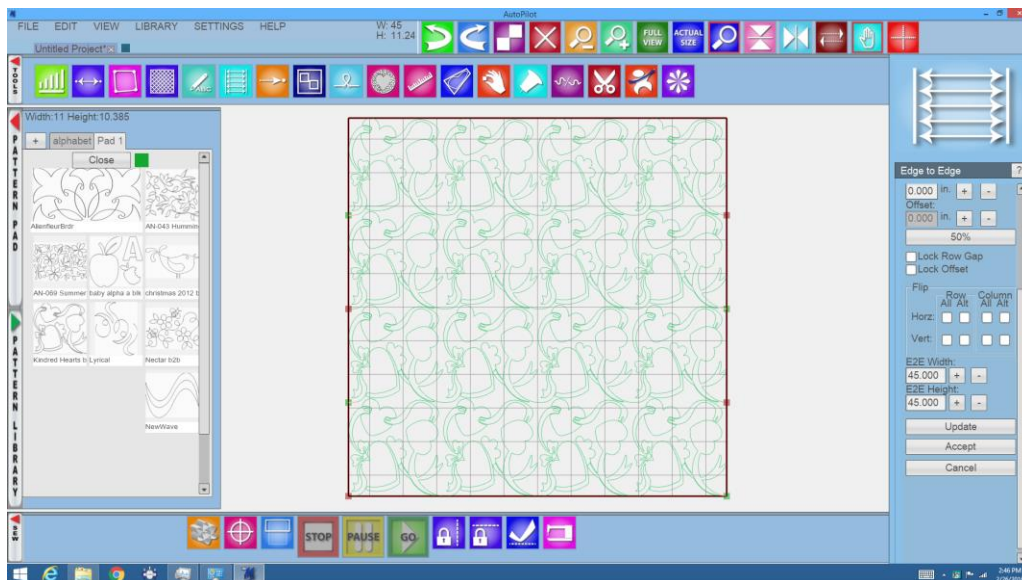 AutoPilot
FILE EDIT VIEW LIBRARY SETTINGS HELP
W: 45
H: 11.24
FULL VIEW
ACTUAL SIZE
Untitled Project*
TOOLS
ABC
Width:11 Height:10.385
+ alphabet Pad 1
Close
PATTERN PAD
AllenfleurBrdr
AN-043 Hummin
AN-069 Summer
baby alpha a blk
christmas 2012 b
Kindred Hearts b
Lyrical
Nectar b2b
NewWave
PATTERN LIBRARY
Edge to Edge ?
0.000 in. + -
Offset:
0.000 in. + -
50%
Lock Row Gap
Lock Offset
Flip
Row Column
All Alt All Alt
Horz:
Vert:
E2E Width:
45.000 + -
E2E Height:
45.000 + -
Update
Accept
Cancel
SEW
STOP
PAUSE
GO
2:46 PM